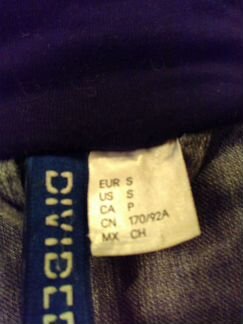 DIVIDED
EUR S
US S
CA P
CN 170/92A
MX CH